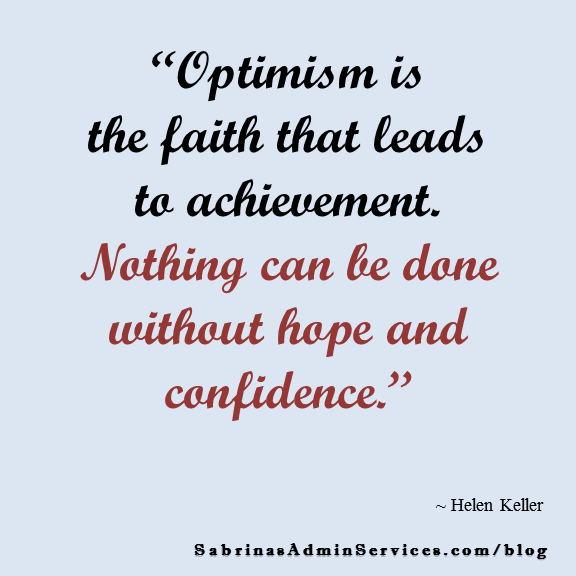 “Optimism is
the faith that leads
to achievement.
Nothing can be done
without hope and
confidence.”
~ Helen Keller
SabrinasAdminServices.com/blog